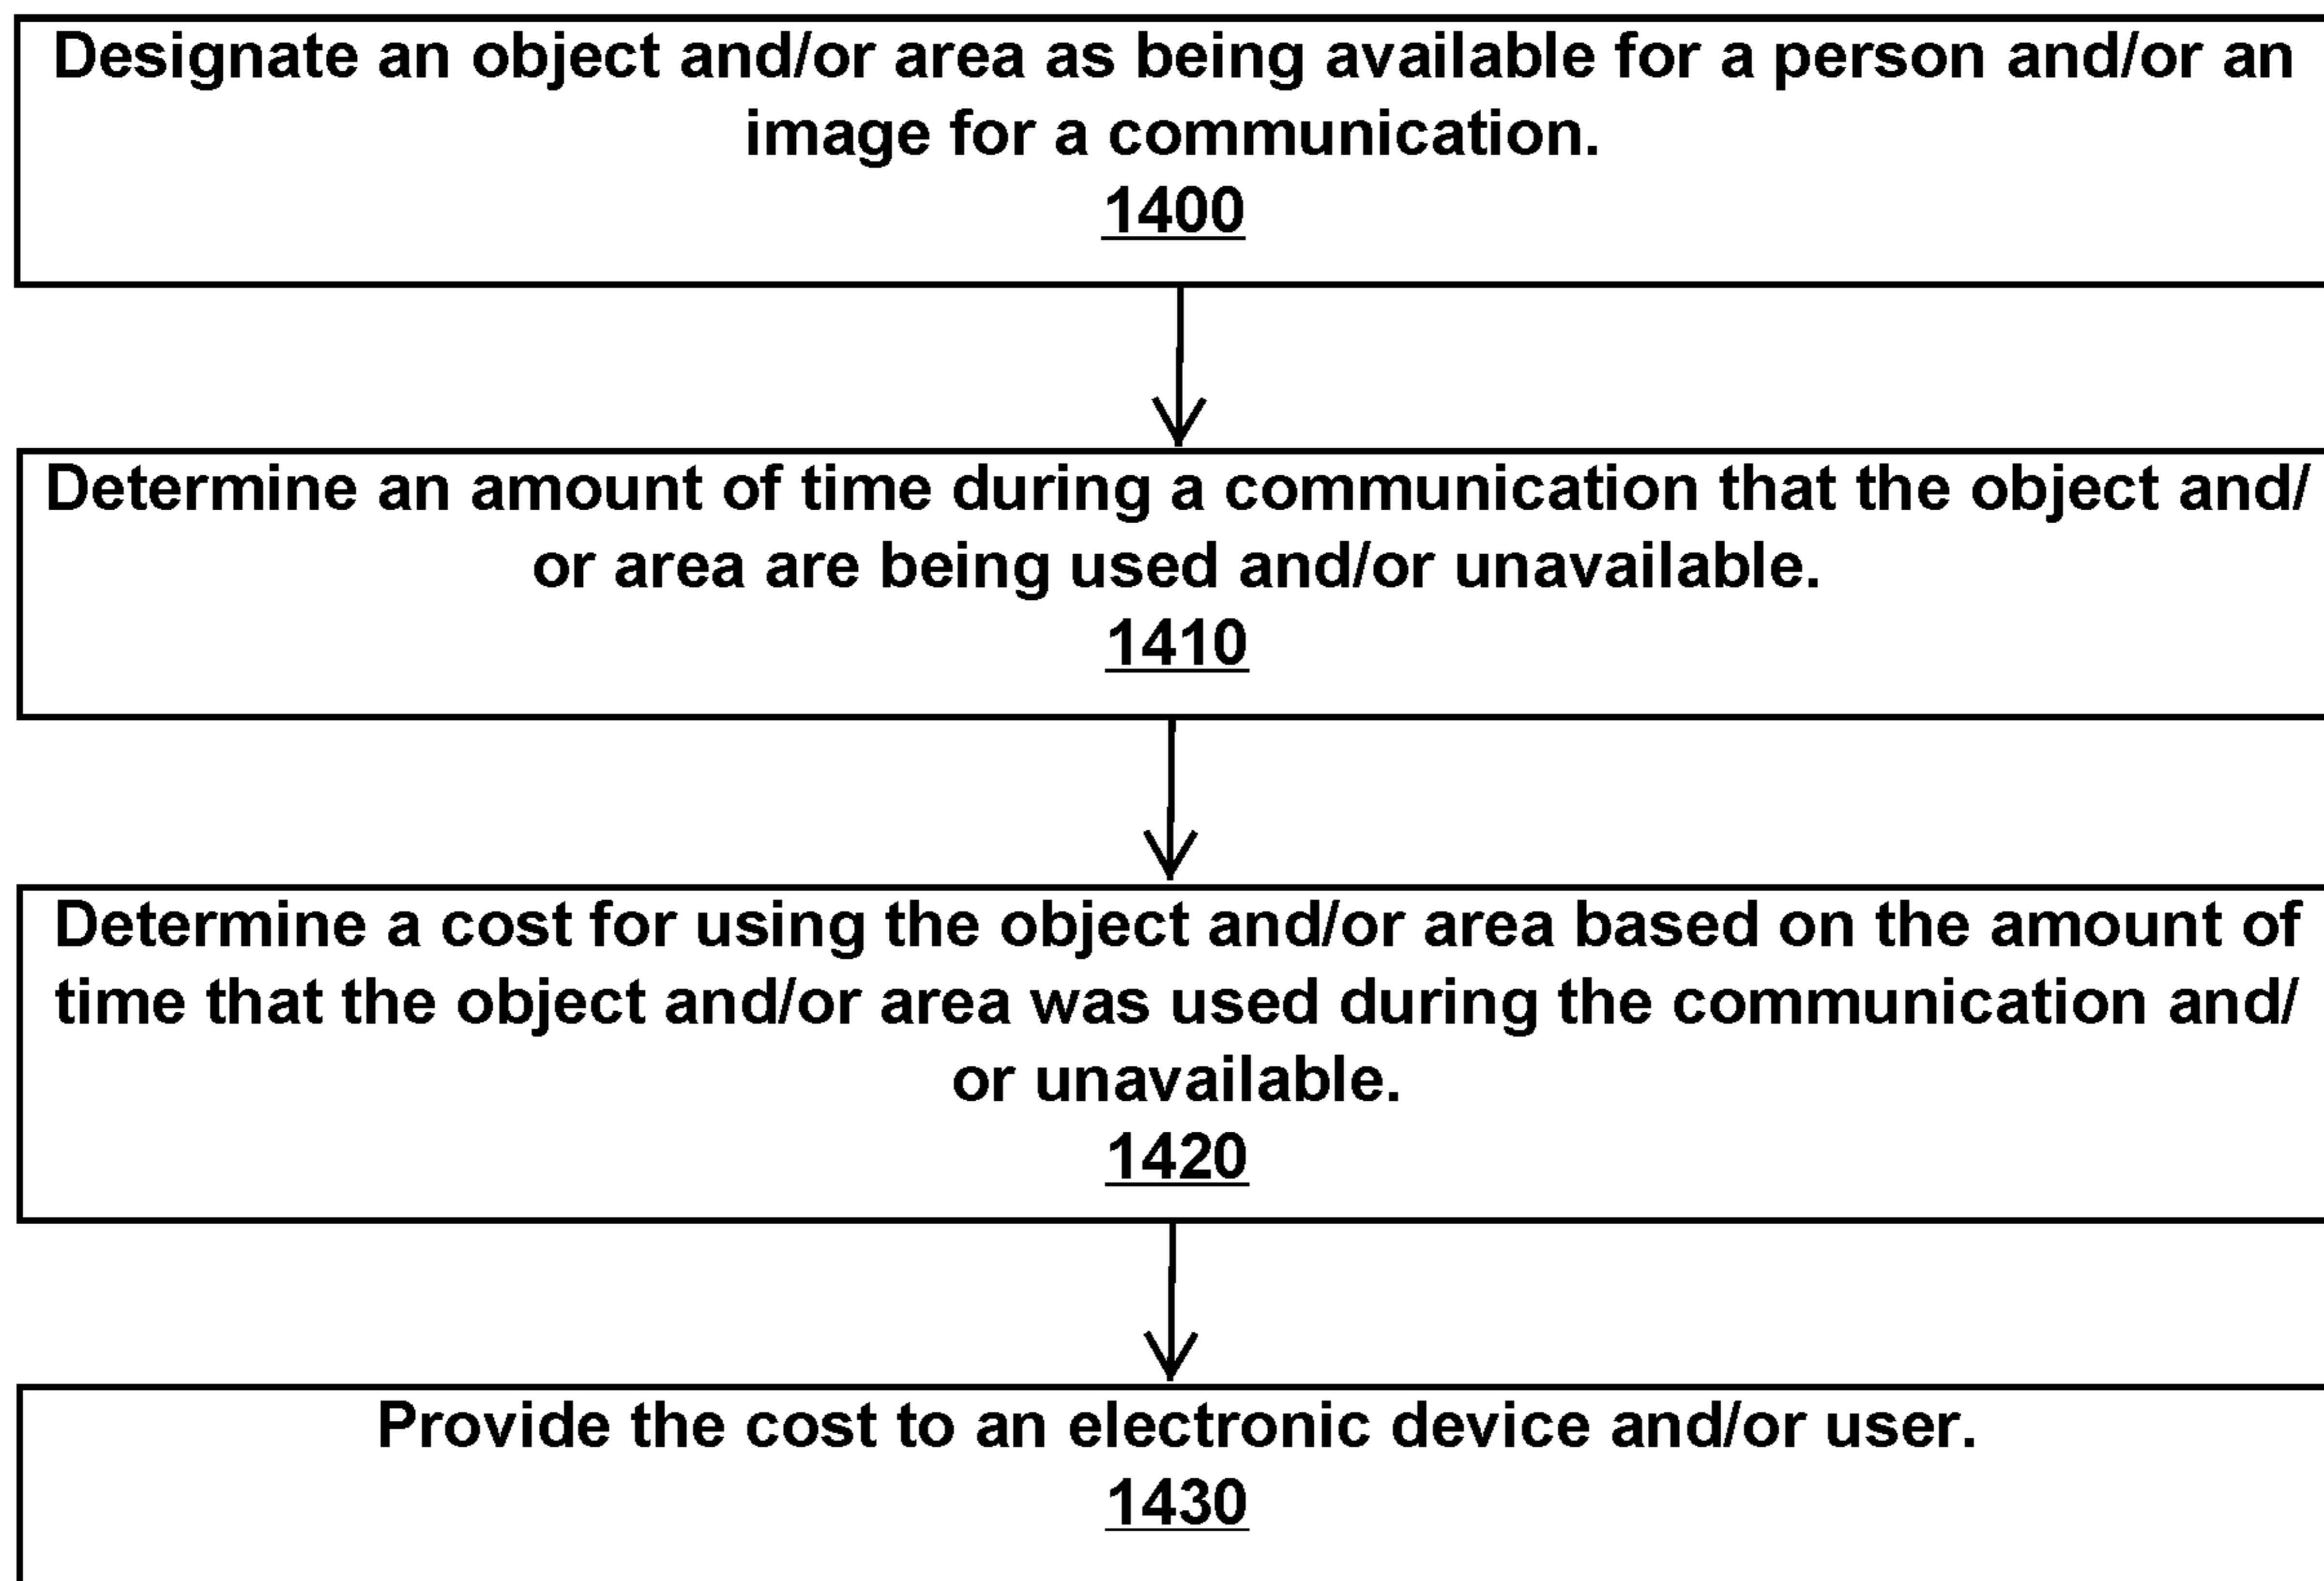 Designate an object and/or area as being available for a person and/or an
image for a communication.
1400
Determine an amount of time during a communication that the object and/
or area are being used and/or unavailable.
1410
Determine a cost for using the object and/or area based on the amount of
time that the object and/or area was used during the communication and/
or unavailable.
1420
Provide the cost to an electronic device and/or user.
1430